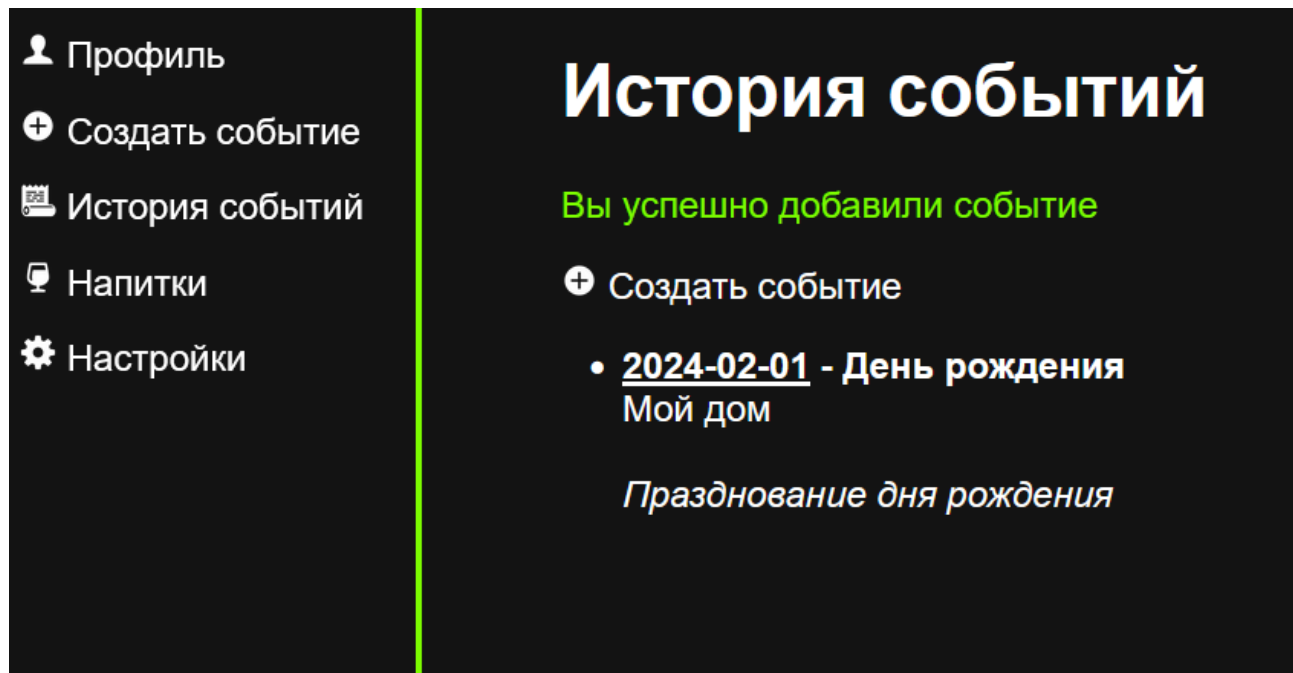 Профиль
Создать событие
История событий
Напитки
Настройки
История событий
Вы успешно добавили событие
Создать событие
2024-02-01 - День рождения
Мой дом
Празднование дня рождения